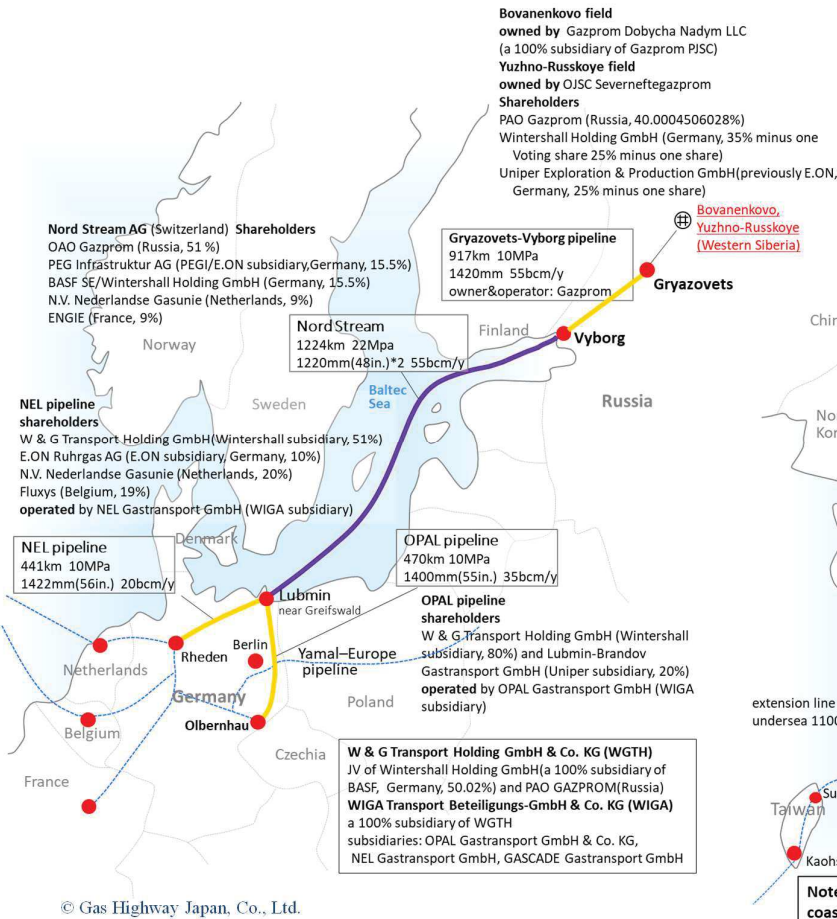 Bovanenkovo field
owned by Gazprom Dobycha Nadym LLC
(a 100% subsidiary of Gazprom PJSC)
Yuzhno-Russkoye field
owned by OJSC Severneftegazprom
Shareholders
PAO Gazprom (Russia, 40.0004506028%)
Wintershall Holding GmbH (Germany, 35% minus one
Voting share 25% minus one share)
Uniper Exploration & Production GmbH(previously E.ON,
Germany, 25% minus one share)
Bovanenkovo,
Yuzhno-Russkoye
(Western Siberia)
Nord Stream AG (Switzerland) Shareholders
OAO Gazprom (Russia, 51 %)
PEG Infrastruktur AG (PEGI/E.ON subsidiary,Germany, 15.5%)
BASF SE/Wintershall Holding GmbH (Germany, 15.5%)
N.V. Nederlandse Gasunie (Netherlands, 9%)
ENGIE (France, 9%)
Gryazovets-Vyborg pipeline
917km 10MPa
1420mm 55bcm/y
owner&operator: Gazprom
Gryazovets
Nord Stream
1224km 22Mpa
1220mm(48in.)*2 55bcm/y
Finland
Vyborg
Norway
Sweden
Baltec
Sea
Russia
NEL pipeline
shareholders
W & G Transport Holding GmbH(Wintershall subsidiary, 51%)
E.ON Ruhrgas AG (E.ON subsidiary, Germany, 10%)
N.V. Nederlandse Gasunie (Netherlands, 20%)
Fluxys (Belgium, 19%)
operated by NEL Gastransport GmbH (WIGA subsidiary)
Denmark
NEL pipeline
441km 10MPa
1422mm(56in.) 20bcm/y
OPAL pipeline
470km 10MPa
1400mm(55in.) 35bcm/y
Lubmin
near Greifswald
OPAL pipeline
shareholders
W & G Transport Holding GmbH (Wintershall
subsidiary, 80%) and Lubmin-Brandov
Gastransport GmbH (Uniper subsidiary, 20%)
operated by OPAL Gastransport GmbH (WIGA
subsidiary)
Rheden
Berlin
Yamal–Europe
pipeline
Netherlands
Germany
Poland
Olbernhau
Belgium
Czechia
France
W & G Transport Holding GmbH & Co. KG (WGTH)
JV of Wintershall Holding GmbH(a 100% subsidiary of
BASF, Germany, 50.02%) and PAO GAZPROM(Russia)
WIGA Transport Beteiligungs-GmbH & Co. KG (WIGA)
a 100% subsidiary of WGTH
subsidiaries: OPAL Gastransport GmbH & Co. KG,
NEL Gastransport GmbH, GASCADE Gastransport GmbH
extension line
undersea 1100
Taiwan
Note
© Gas Highway Japan, Co., Ltd.